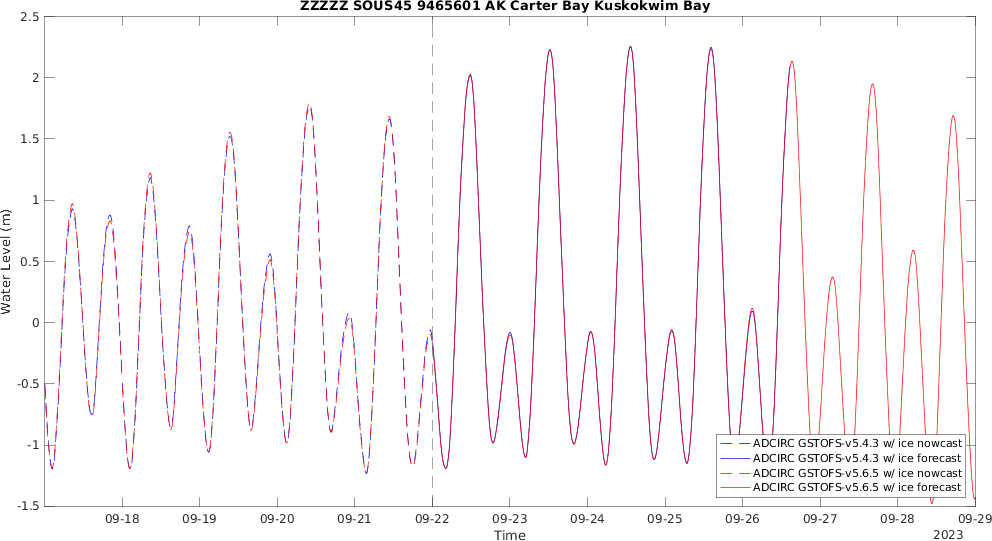 ZZZZZ SOUS45 9465601 AK Carter Bay Kuskokwim Bay
Water Level (m)
2.5
2
1.5
1
0.5
0
-0.5
-1
-1.5
ADCIRC GSTOFS-v5.4.3 w/ ice nowcast
ADCIRC GSTOFS-v5.4.3 w/ ice forecast
ADCIRC GSTOFS-v5.6.5 w/ ice nowcast
ADCIRC GSTOFS-v5.6.5 w/ ice forecast
09-18 09-19 09-20 09-21 09-22 09-23 09-24 09-25 09-26 09-27 09-28 09-29
Time
2023